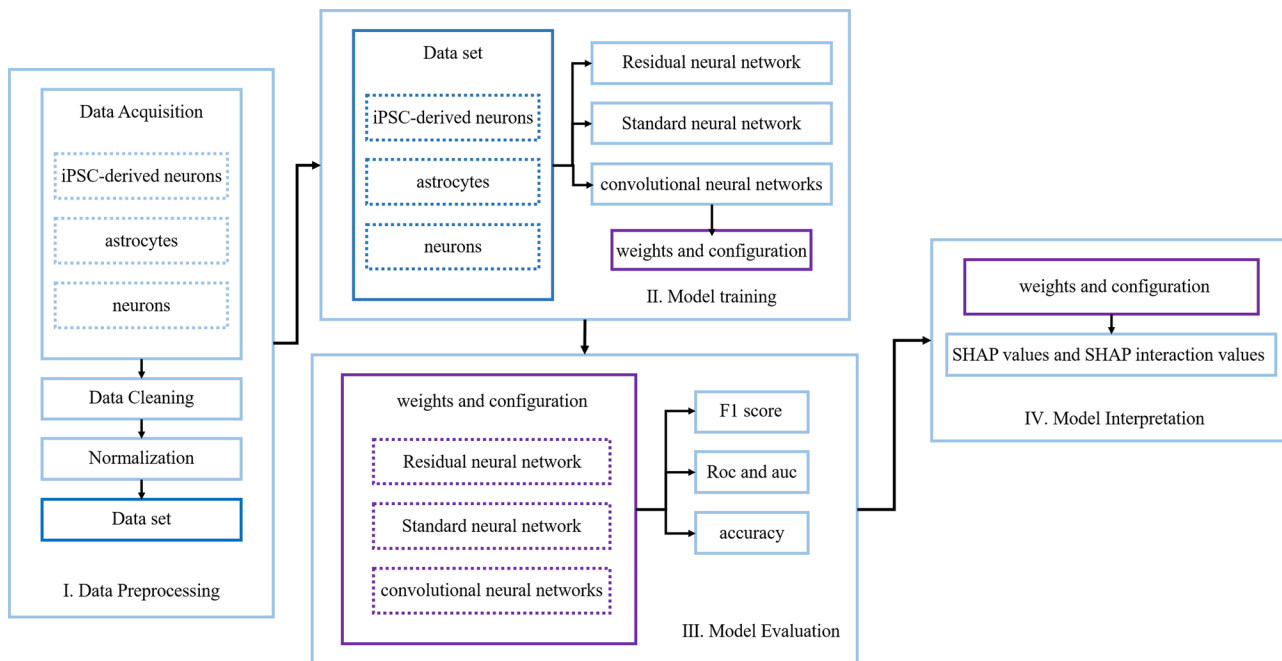 Data Acquisition
iPSC-derived neurons
astrocytes
neurons
Data Cleaning
Normalization
Data set
I. Data Preprocessing
Data set
iPSC-derived neurons
astrocytes
neurons
Residual neural network
Standard neural network
convolutional neural networks
weights and configuration
II. Model training
weights and configuration
Residual neural network
Standard neural network
convolutional neural networks
F1 score
Roc and auc
accuracy
III. Model Evaluation
weights and configuration
SHAP values and SHAP interaction values
IV. Model Interpretation